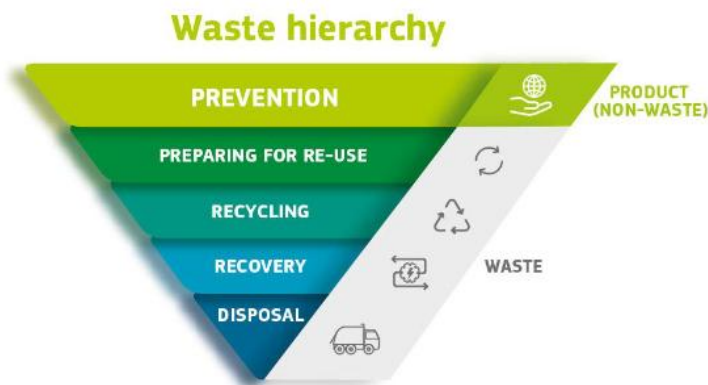 Waste hierarchy
PREVENTION
PRODUCT
(NON-WASTE)
PREPARING FOR RE-USE
RECYCLING
RECOVERY
WASTE
DISPOSAL